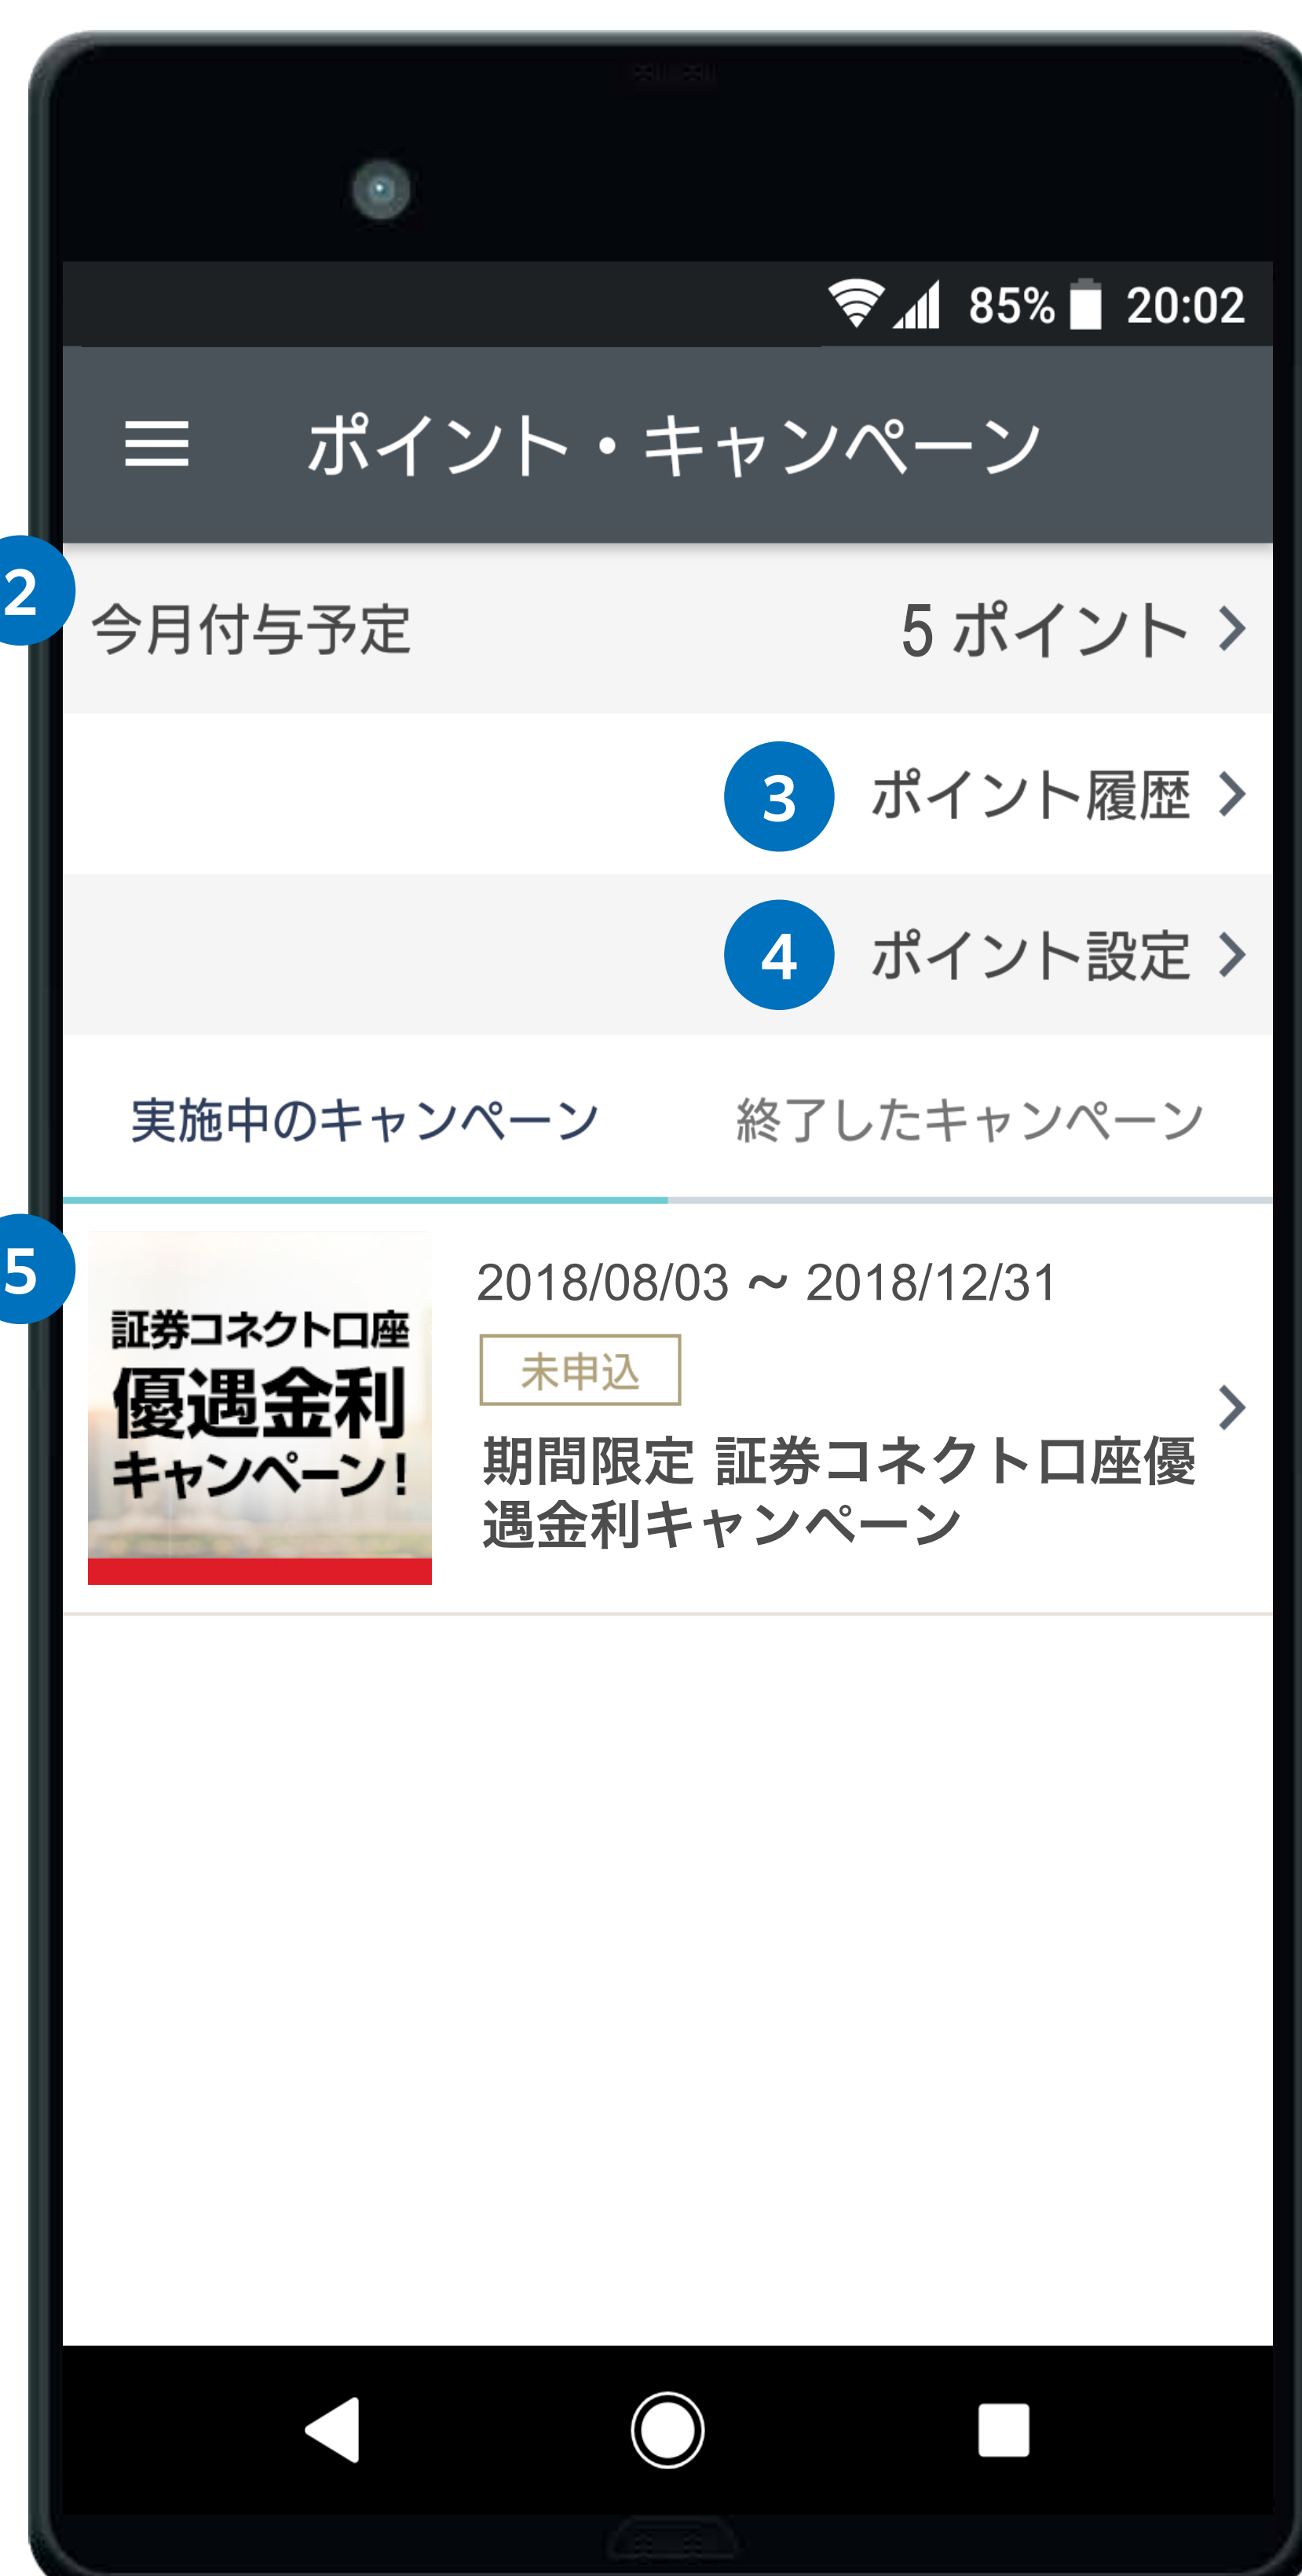 85% 20:02
ポイント・キャンペーン
2
今月付与予定 5 ポイント
3 ポイント履歴
4 ポイント設定
実施中のキャンペーン 終了したキャンペーン
5
証券コネクト口座
優遇金利
キャンペーン!
2018/08/03 〜 2018/12/31
未申込
期間限定 証券コネクト口座優
遇金利キャンペーン